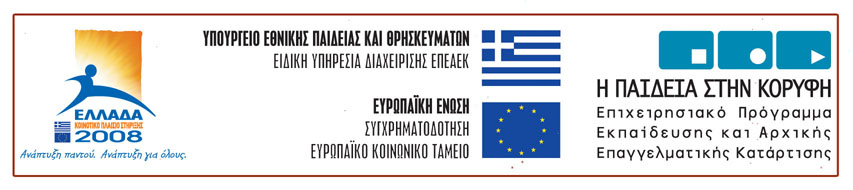 ΕΛΛΑΔΑ
ΚΟΙΝΟΤΙΚΟ ΠΛΑΙΣΙΟ ΣΤΗΡΙΞΗΣ
2008
Ανάπτυξη παντού. Ανάπτυξη για όλους.
ΥΠΟΥΡΓΕΙΟ ΕΘΝΙΚΗΣ ΠΑΙΔΕΙΑΣ ΚΑΙ ΘΡΗΣΚΕΥΜΑΤΩΝ
ΕΙΔΙΚΗ ΥΠΗΡΕΣΙΑ ΔΙΑΧΕΙΡΙΣΗΣ ΕΠΕΑΕΚ
ΕΥΡΩΠΑΪΚΗ ΕΝΩΣΗ
ΣΥΓΧΡΗΜΑΤΟΔΟΤΗΣΗ
ΕΥΡΩΠΑΪΚΟ ΚΟΙΝΩΝΙΚΟ ΤΑΜΕΙΟ
Η ΠΑΙΔΕΙΑ ΣΤΗΝ ΚΟΡΥΦΗ
Επιχειρησιακό Πρόγραμμα
Εκπαίδευσης και Αρχικής
Επαγγελματικής Κατάρτισης